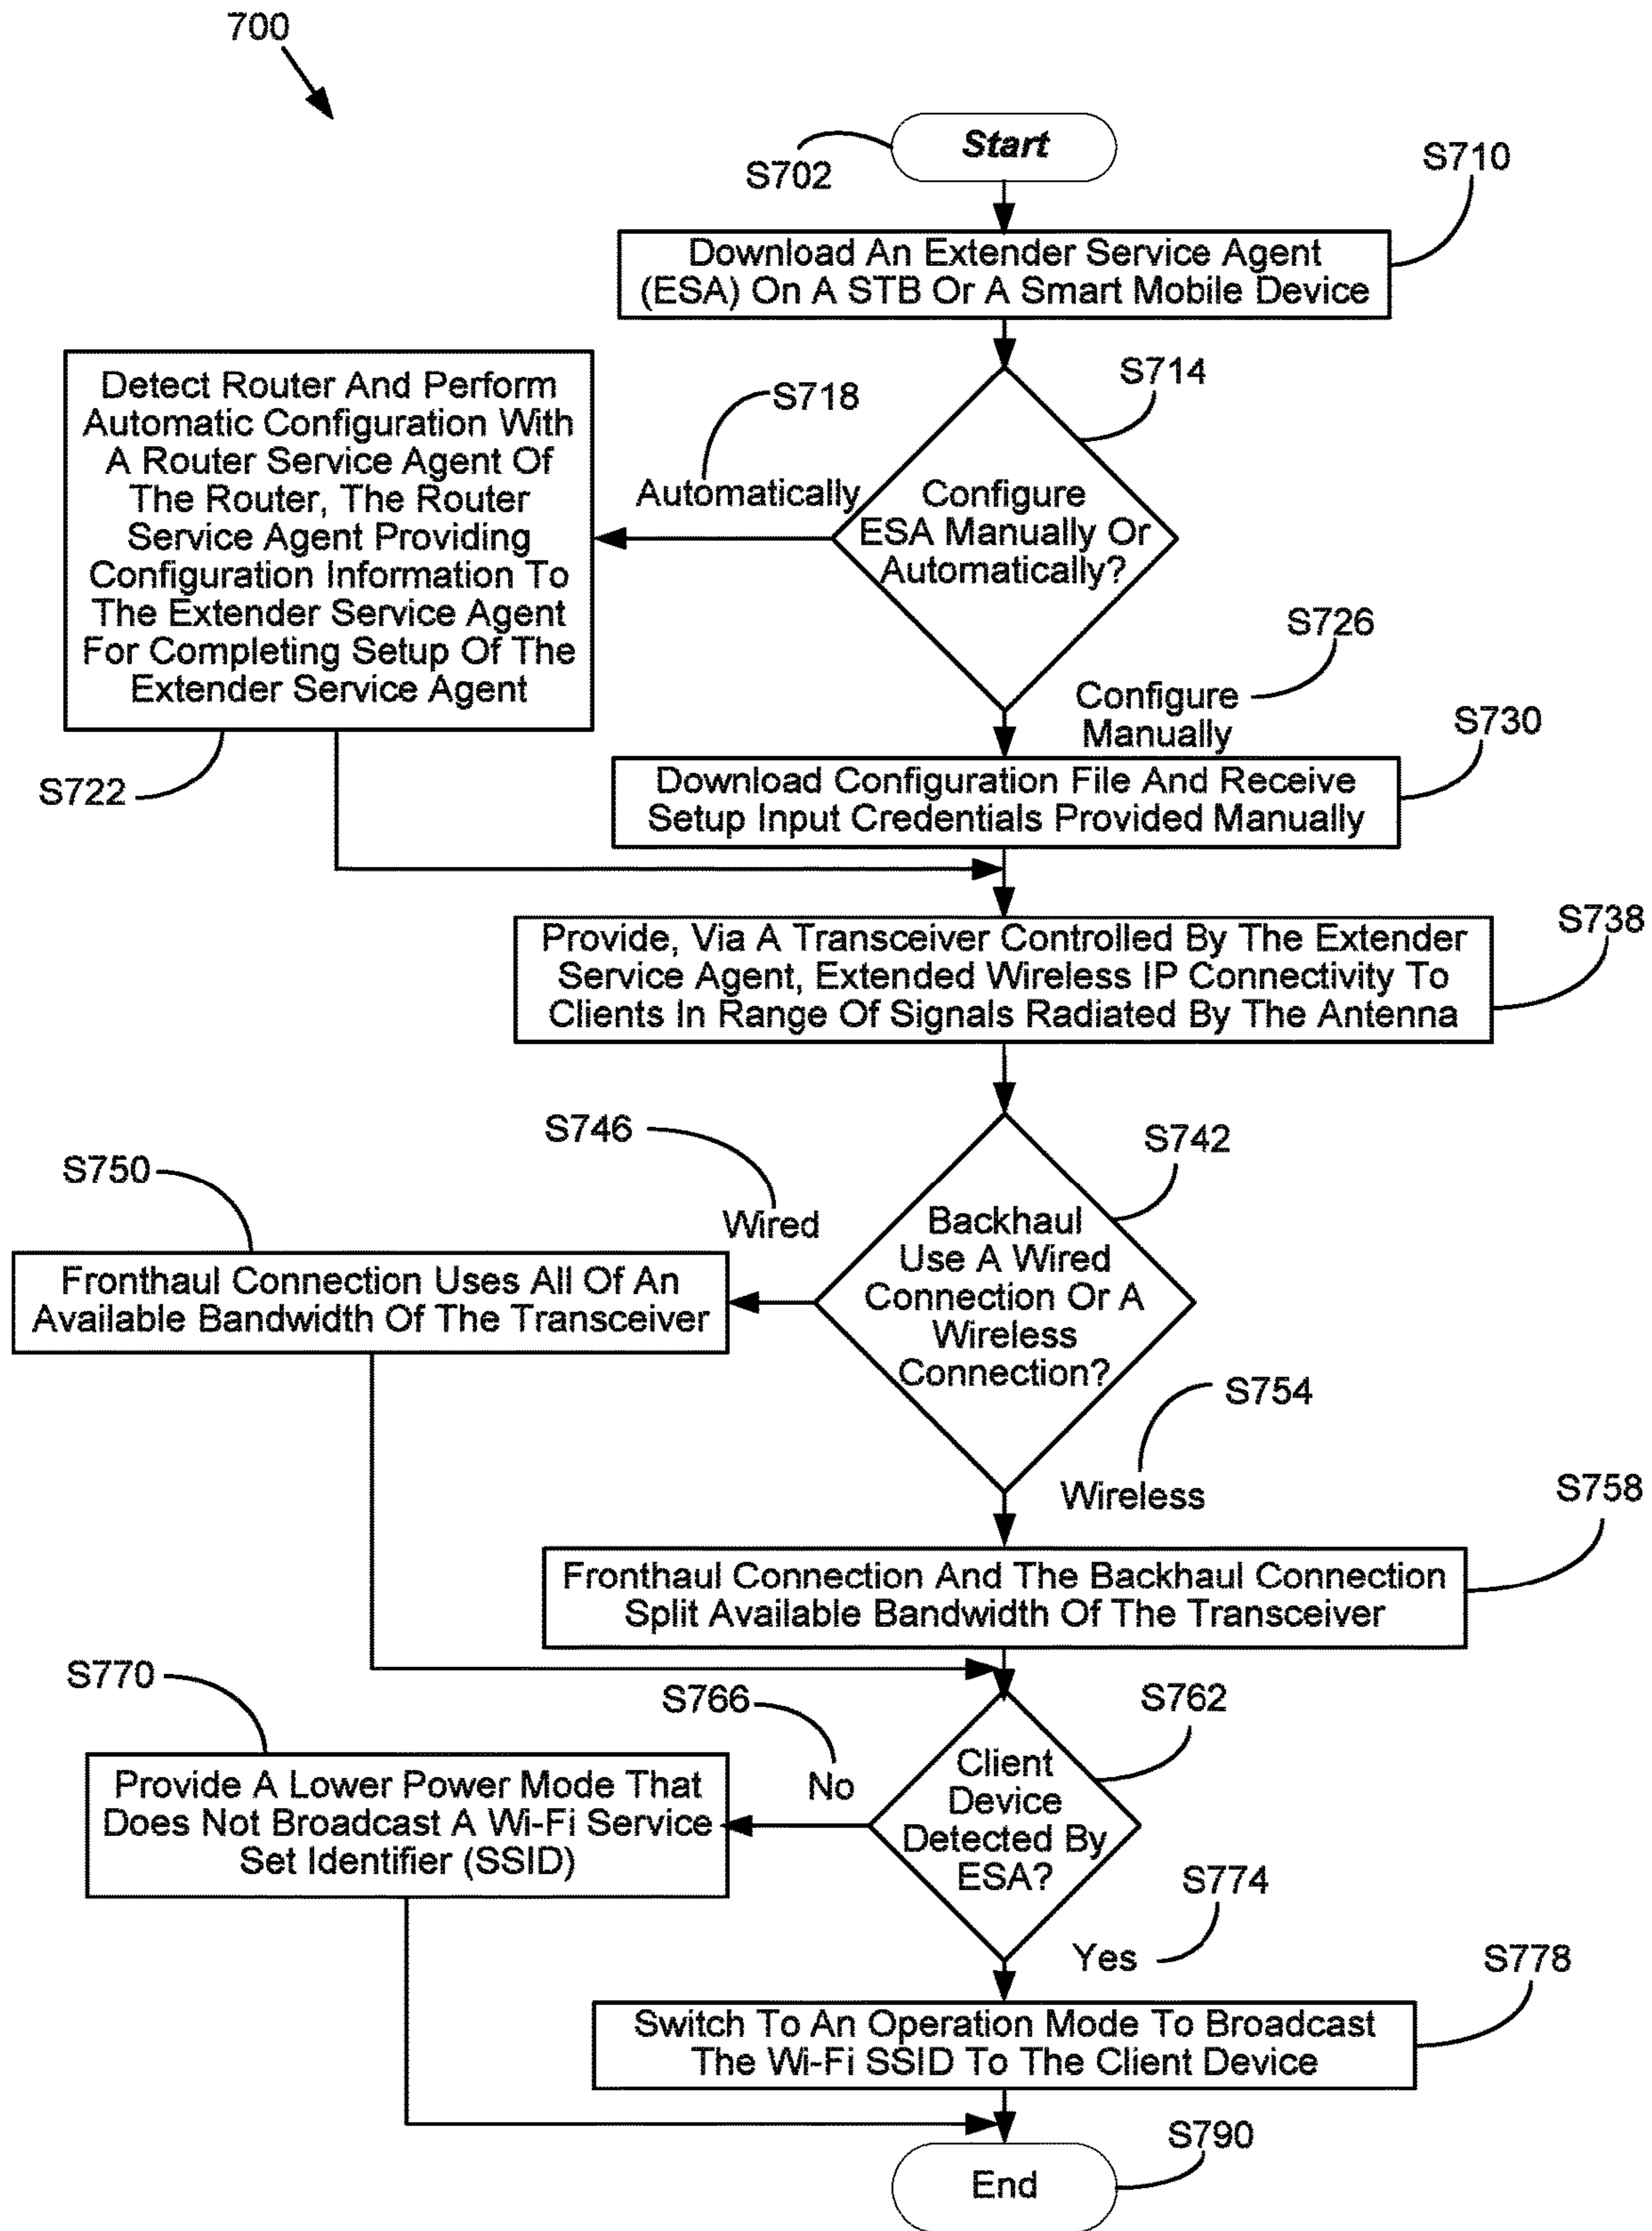 700
Start
S702
S710
Download An Extender Service Agent
(ESA) On A STB Or A Smart Mobile Device
S714
S718
Automatically
Configure
ESA Manually Or
Automatically?
Detect Router And Perform
Automatic Configuration With
A Router Service Agent Of
The Router, The Router
Service Agent Providing
Configuration Information To
The Extender Service Agent
For Completing Setup Of The
Extender Service Agent
S722
S726
Configure
Manually
S730
Download Configuration File And Receive
Setup Input Credentials Provided Manually
S738
Provide, Via A Transceiver Controlled By The Extender
Service Agent, Extended Wireless IP Connectivity To
Clients In Range Of Signals Radiated By The Antenna
S742
S746
Wired
Backhaul
Use A Wired
Connection Or A
Wireless
Connection?
S750
Fronthaul Connection Uses All Of An
Available Bandwidth Of The Transceiver
S754
Wireless
S758
Fronthaul Connection And The Backhaul Connection
Split Available Bandwidth Of The Transceiver
S762
S766
No
Client
Device
Detected By
ESA?
S770
Provide A Lower Power Mode That
Does Not Broadcast A Wi-Fi Service
Set Identifier (SSID)
S774
Yes
S778
Switch To An Operation Mode To Broadcast
The Wi-Fi SSID To The Client Device
S790
End